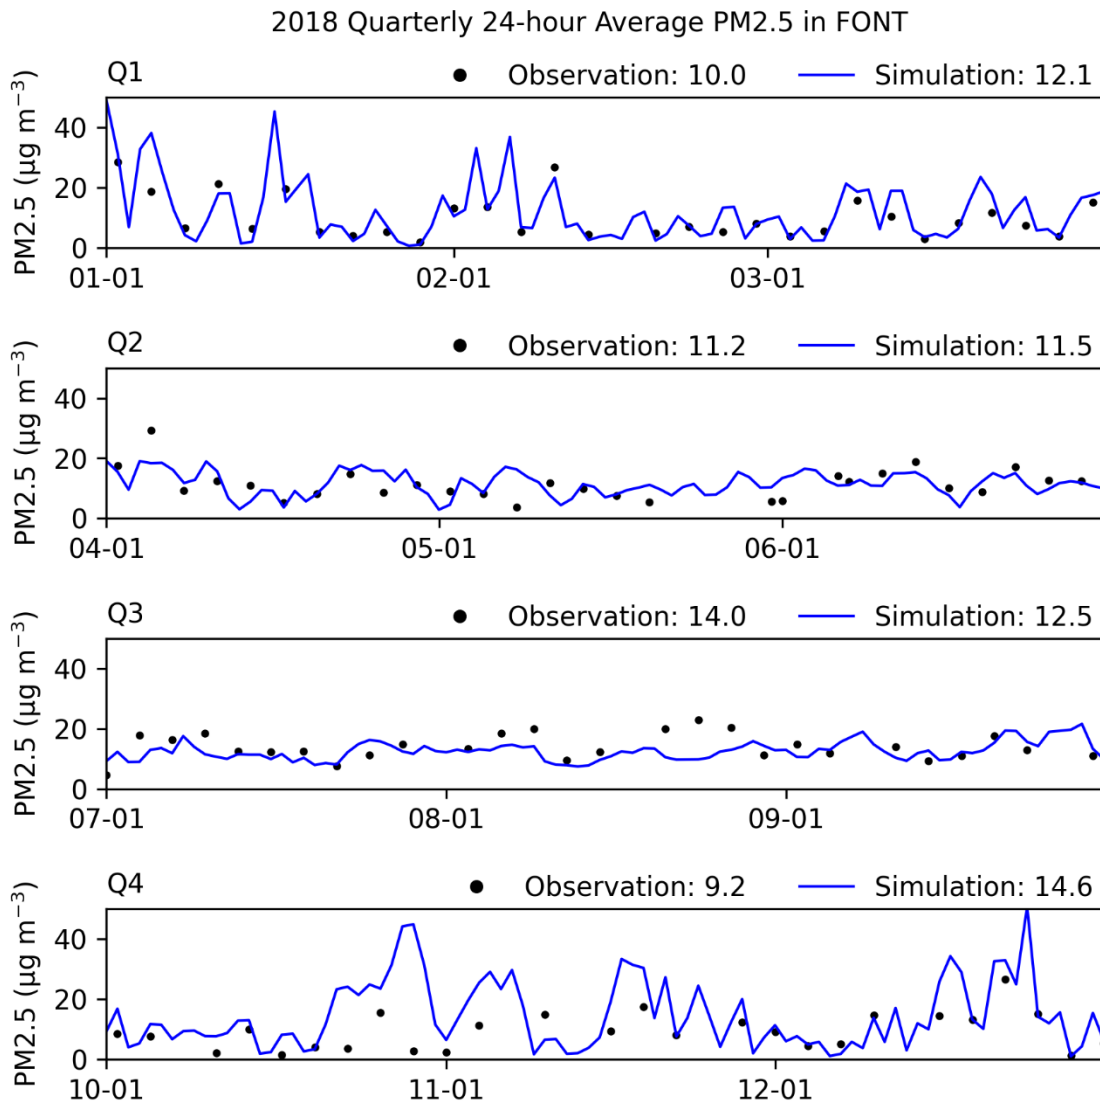 2018 Quarterly 24-hour Average PM2.5 in FONT
Q1 Observation: 10.0 Simulation: 12.1
PM2.5 (μg m⁻³)
40
20
0
01-01 02-01 03-01
Q2 Observation: 11.2 Simulation: 11.5
PM2.5 (μg m⁻³)
40
20
0
04-01 05-01 06-01
Q3 Observation: 14.0 Simulation: 12.5
PM2.5 (μg m⁻³)
40
20
0
07-01 08-01 09-01
Q4 Observation: 9.2 Simulation: 14.6
PM2.5 (μg m⁻³)
40
20
0
10-01 11-01 12-01